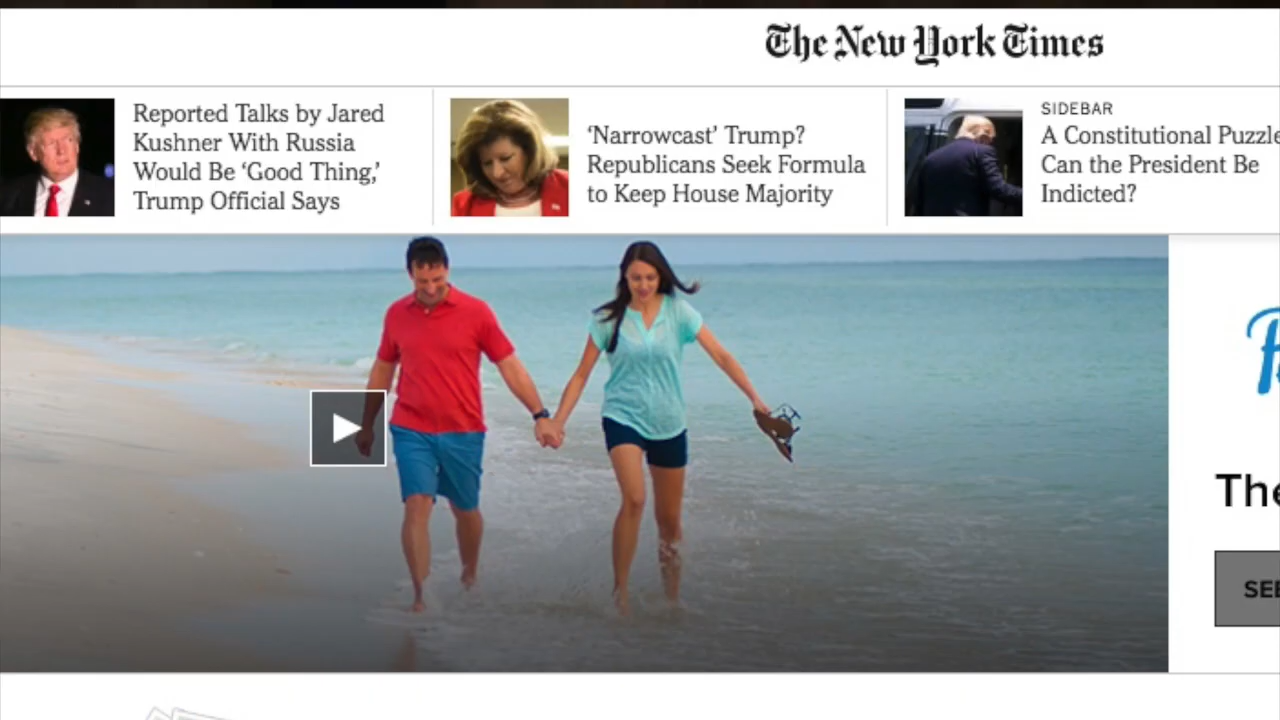 The New York Times
Reported Talks by Jared
Kushner With Russia
Would Be ‘Good Thing,’
Trump Official Says
‘Narrowcast’ Trump?
Republicans Seek Formula
to Keep House Majority
SIDEBAR
A Constitutional Puzzle
Can the President Be
Indicted?
The
SEE